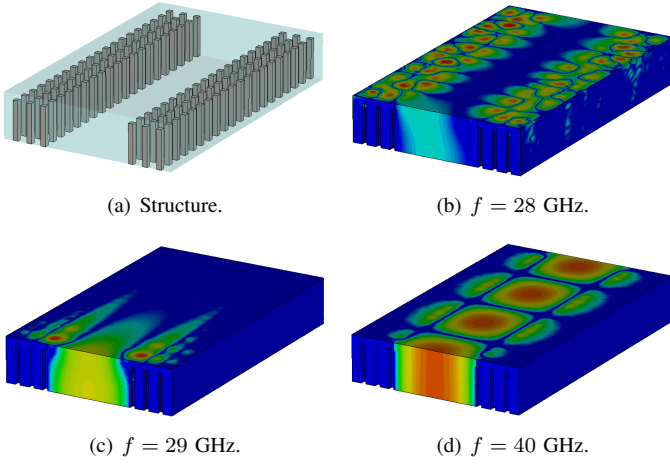 (a) Structure.
(b) f = 28 GHz.
(c) f = 29 GHz.
(d) f = 40 GHz.